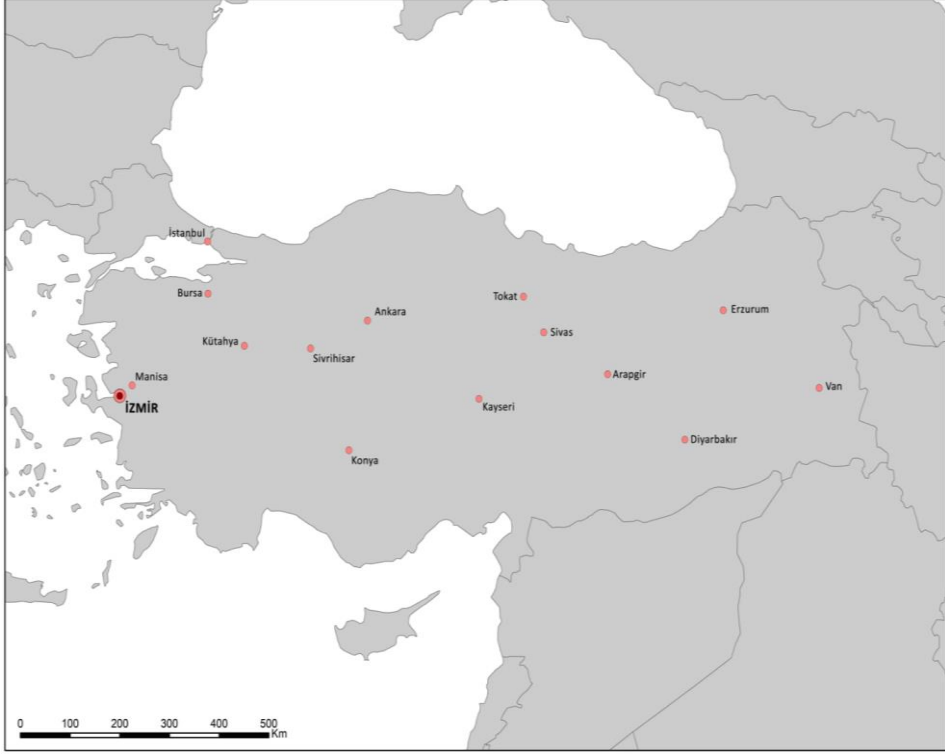 İstanbul
Bursa
Tokat
Ankara
Erzurum
Sivas
Kütahya
Sivrihisar
Arapgir
Manisa
Van
İZMİR
Kayseri
Diyarbakır
Konya
0 100 200 300 400 500
Km